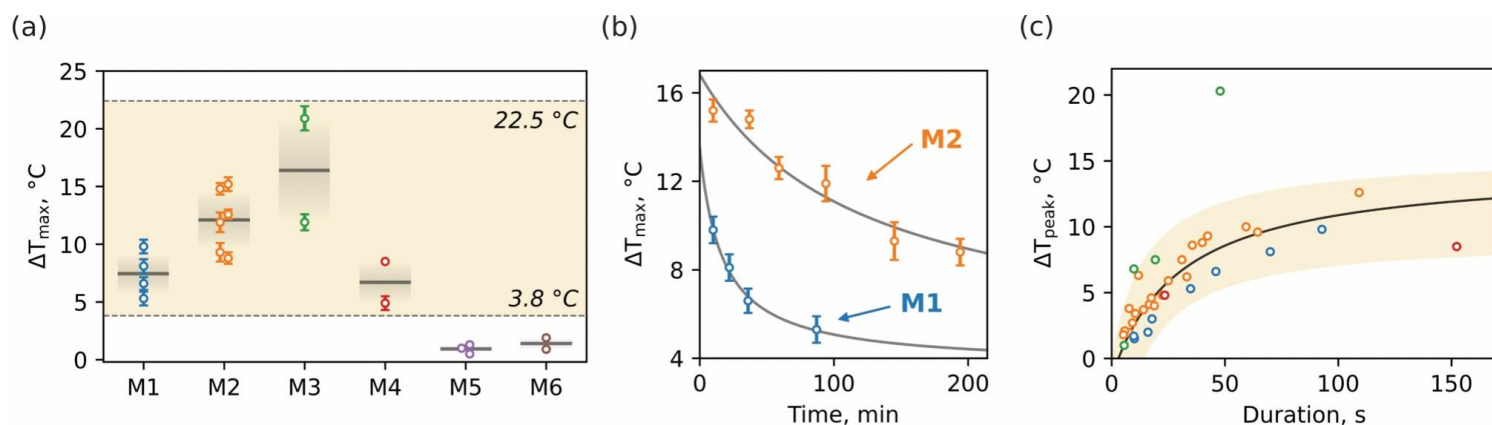 (a)
25
20
15
10
5
0
ΔTmax, °C
22.5 °C
3.8 °C
M1 M2 M3 M4 M5 M6
(b)
16
12
8
4
ΔTmax, °C
M2
M1
0 100 200
Time, min
(c)
20
15
10
5
0
ΔTpeak, °C
0 50 100 150
Duration, s